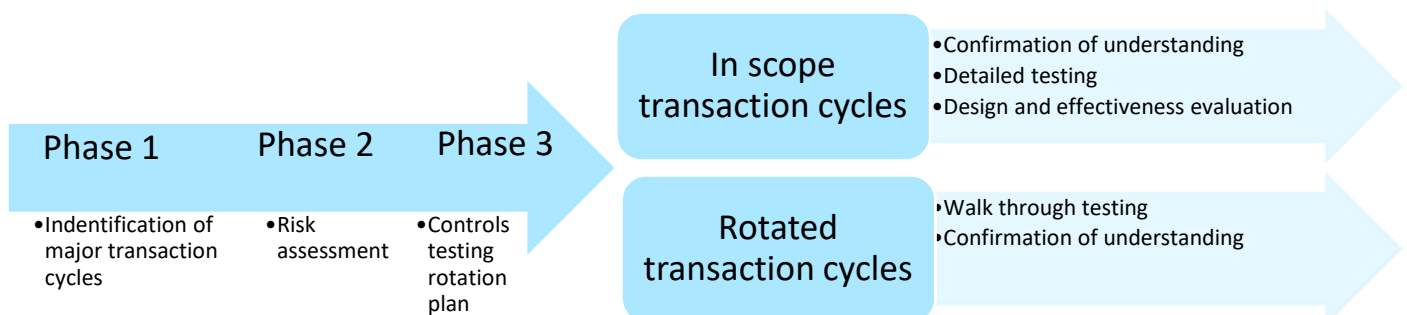 Phase 1
•Indentification of
major transaction
cycles
Phase 2
•Risk
assessment
Phase 3
•Controls
testing
rotation
plan
In scope
transaction cycles
•Confirmation of understanding
•Detailed testing
•Design and effectiveness evaluation
Rotated
transaction cycles
•Walk through testing
•Confirmation of understanding